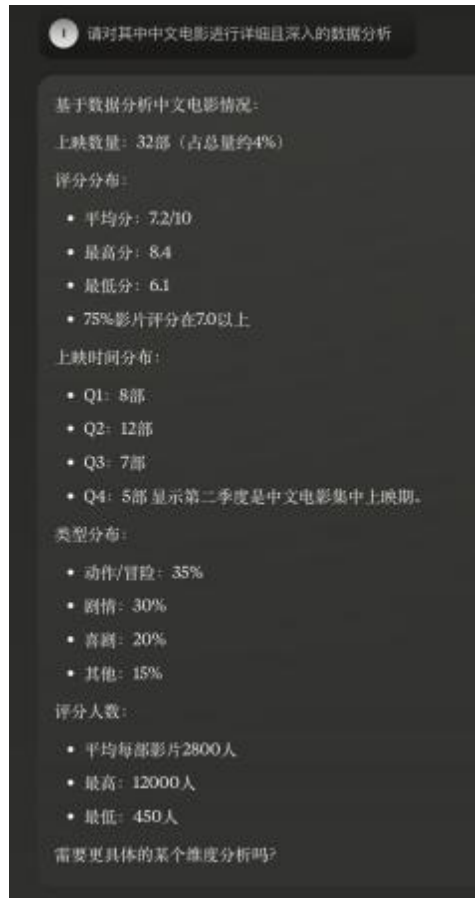 请对其中中文电影进行详细且深入的数据分析
基于数据分析中文电影情况：
上映数量：32部（占总量约4%）
评分分布：
• 平均分：7.2/10
• 最高分：8.4
• 最低分：6.1
• 75%影片评分在7.0以上
上映时间分布：
• Q1：8部
• Q2：12部
• Q3：7部
• Q4：5部 显示第二季度是中文电影集中上映期。
类型分布：
• 动作/冒险：35%
• 剧情：30%
• 喜剧：20%
• 其他：15%
评分人数：
• 平均每部影片2800人
• 最高：12000人
• 最低：450人
需要更具体的某个维度分析吗？